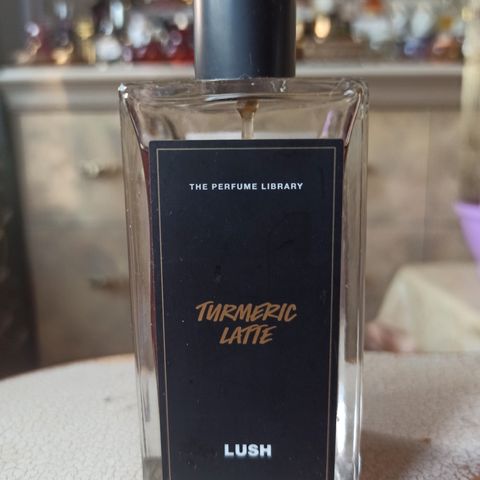 THE PERFUME LIBRARY
TURMERIC
LATTE
LUSH